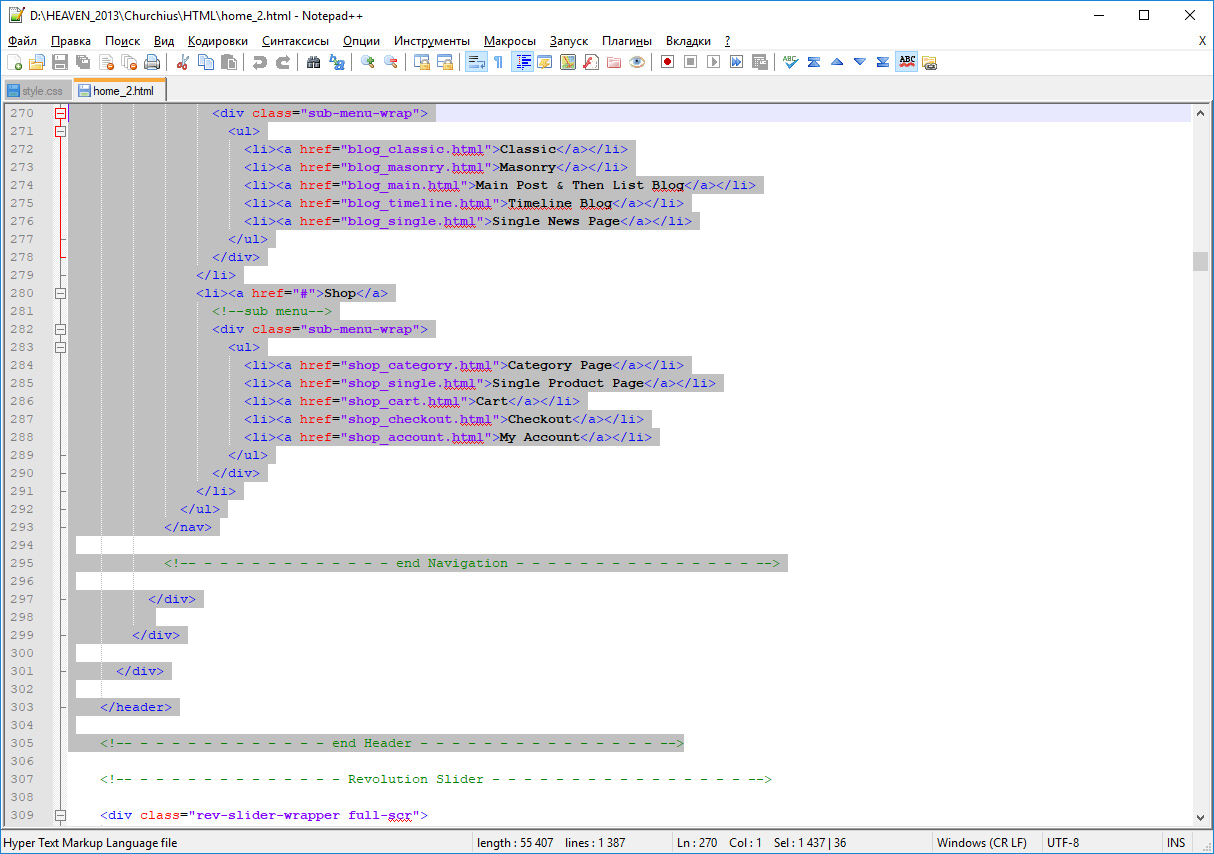 D:\HEAVEN_2013\Churchius\HTML\home_2.html - Notepad++
Файл Правка Поиск Вид Кодировки Синтаксисы Опции Инструменты Макросы Запуск Плагины Вкладки ? X
style.css home_2.html
270 <div class="sub-menu-wrap">
271 <ul>
272 <li><a href="blog_classic.html">Classic</a></li>
273 <li><a href="blog_masonry.html">Masonry</a></li>
274 <li><a href="blog_main.html">Main Post & Then List Blog</a></li>
275 <li><a href="blog_timeline.html">Timeline Blog</a></li>
276 <li><a href="blog_single.html">Single News Page</a></li>
277 </ul>
278 </div>
279 </li>
280 <li><a href="#">Shop</a>
281 <!--sub menu-->
282 <div class="sub-menu-wrap">
283 <ul>
284 <li><a href="shop_category.html">Category Page</a></li>
285 <li><a href="shop_single.html">Single Product Page</a></li>
286 <li><a href="shop_cart.html">Cart</a></li>
287 <li><a href="shop_checkout.html">Checkout</a></li>
288 <li><a href="shop_account.html">My Account</a></li>
289 </ul>
290 </div>
291 </li>
292 </ul>
293 </nav>
294
295 <!-- - - - - - - - - - - - - end Navigation - - - - - - - - - - - - - - - -->
296
297 </div>
298
299 </div>
300
301 </div>
302
303 </header>
304
305 <!-- - - - - - - - - - - - - end Header - - - - - - - - - - - - - - - -->
306
307 <!-- - - - - - - - - - - - - - Revolution Slider - - - - - - - - - - - - - - - - -->
308
309 <div class="rev-slider-wrapper full-scr">
Hyper Text Markup Language file length : 55 407 lines : 1 387 Ln : 270 Col : 1 Sel : 1 437 | 36 Windows (CR LF) UTF-8 INS